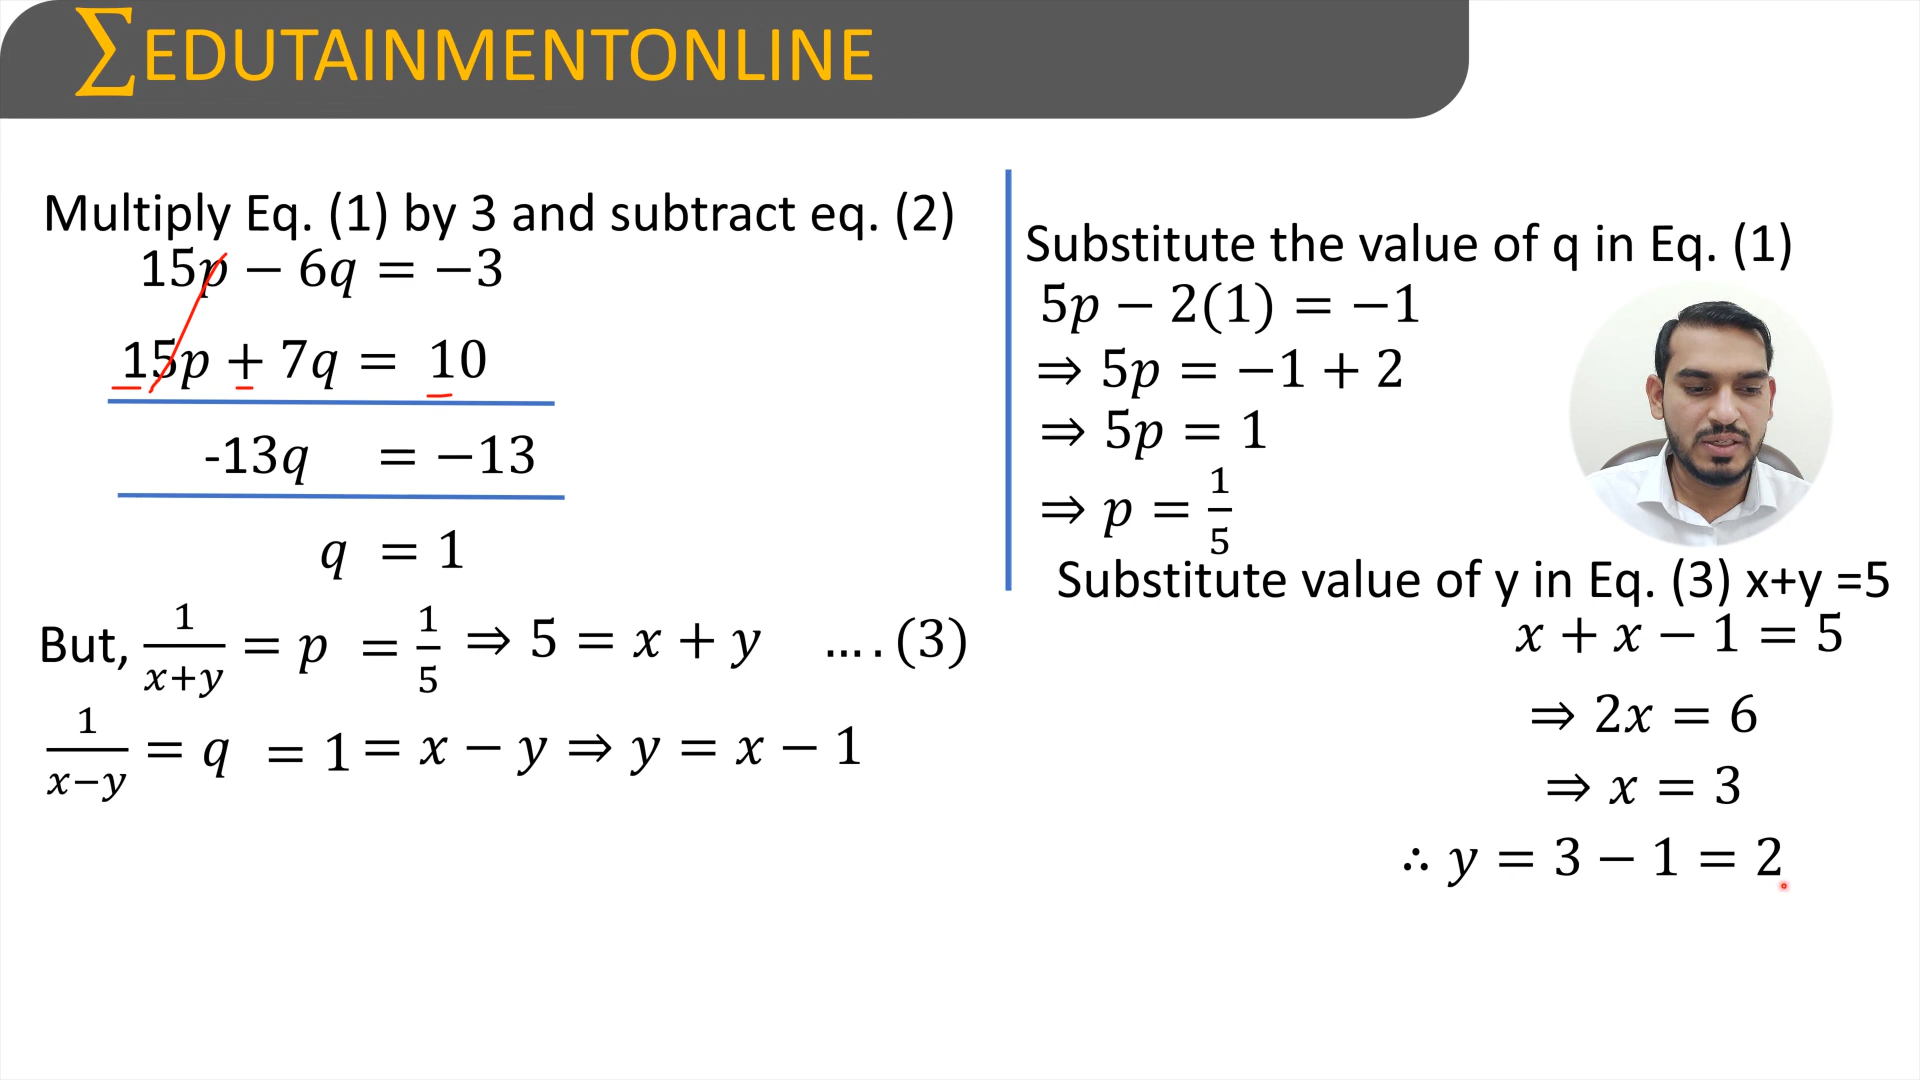 ∑EDUTAINMENTONLINE
Multiply Eq. (1) by 3 and subtract eq. (2)
15p − 6q = −3
15p + 7q = 10
-13q = −13
q = 1
But, 1/(x+y) = p = 1/5 ⇒ 5 = x + y ….(3)
1/(x−y) = q = 1 = x − y ⇒ y = x − 1
Substitute the value of q in Eq. (1)
5p − 2(1) = −1
⇒ 5p = −1 + 2
⇒ 5p = 1
⇒ p = 1/5
Substitute value of y in Eq. (3) x+y =5
x + x − 1 = 5
⇒ 2x = 6
⇒ x = 3
∴ y = 3 − 1 = 2